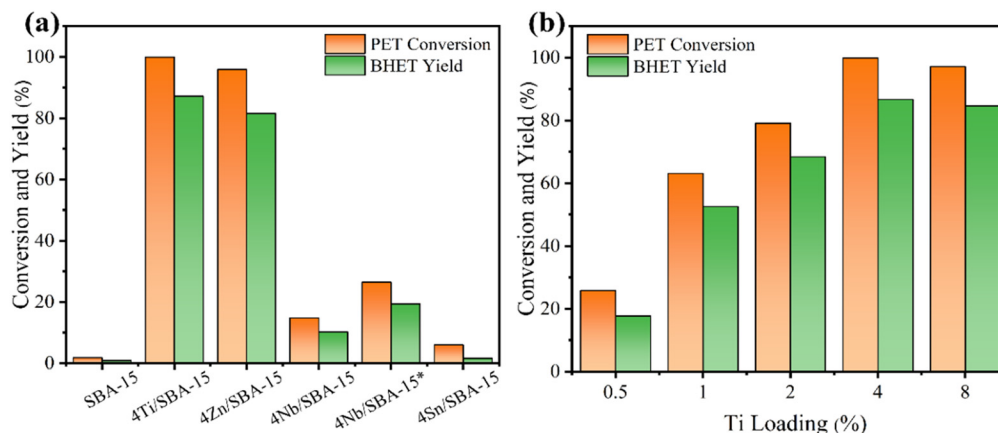 (a)
PET Conversion
BHET Yield
Conversion and Yield (%)
100
80
60
40
20
0
SBA-15
4Ti/SBA-15
4Zn/SBA-15
4Nb/SBA-15
4Nb/SBA-15*
4Sn/SBA-15
(b)
PET Conversion
BHET Yield
Conversion and Yield (%)
100
80
60
40
20
0
0.5
1
2
4
8
Ti Loading (%)